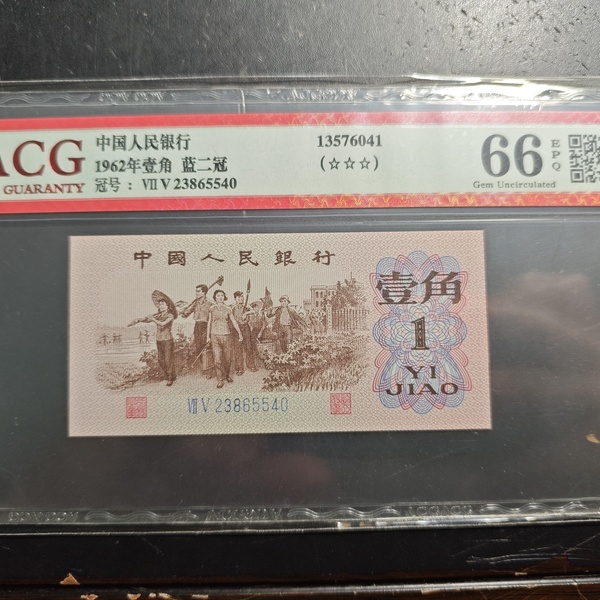 ACG
GUARANTY
中国人民银行
1962年壹角 蓝二冠
冠号：Ⅶ Ⅴ 23865540
13576041
(☆☆☆)
66
EPQ
Gem Uncirculated
中國人民銀行
壹角
1
YI
JIAO
Ⅶ Ⅴ 23865540